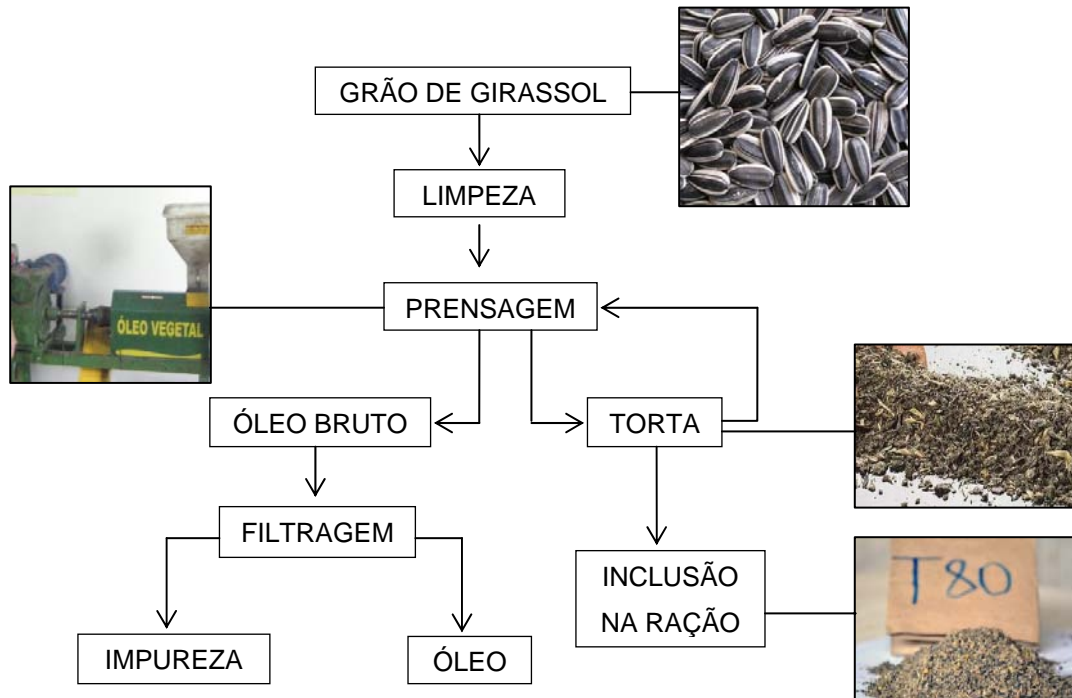 GRÃO DE GIRASSOL
LIMPEZA
PRENSAGEM
ÓLEO VEGETAL
ÓLEO BRUTO
TORTA
FILTRAGEM
INCLUSÃO
NA RAÇÃO
T80
IMPUREZA
ÓLEO